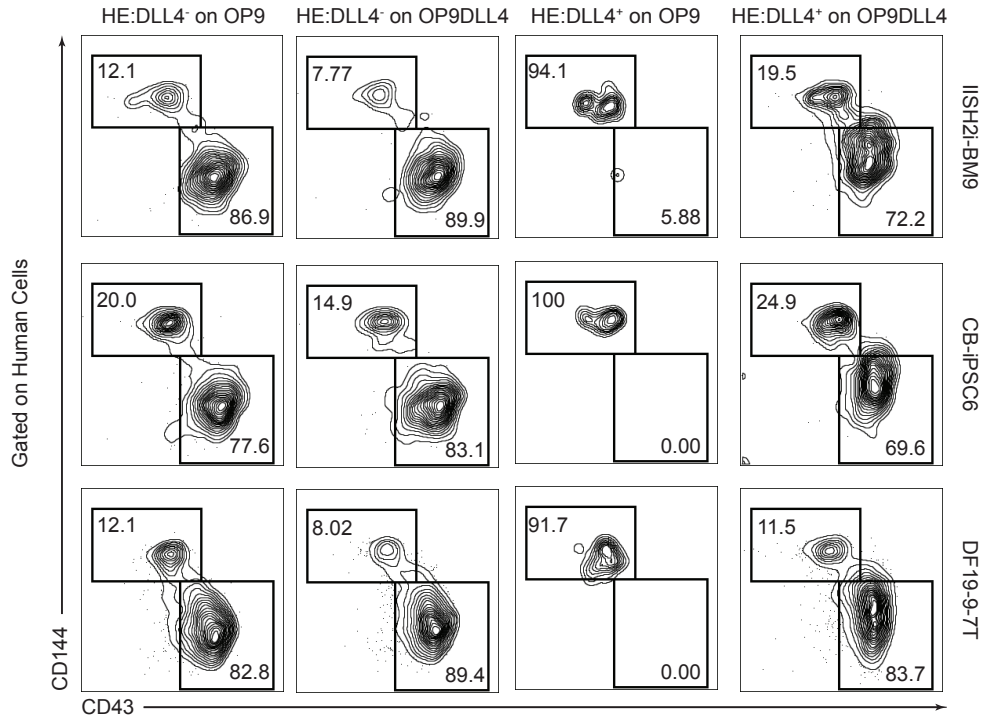 HE:DLL4- on OP9
HE:DLL4- on OP9DLL4
HE:DLL4+ on OP9
HE:DLL4+ on OP9DLL4
12.1
86.9
7.77
89.9
94.1
5.88
19.5
72.2
IISH2i-BM9
20.0
77.6
14.9
83.1
100
0.00
24.9
69.6
CB-iPSC6
12.1
82.8
8.02
89.4
91.7
0.00
11.5
83.7
DF19-9-7T
Gated on Human Cells
CD144
CD43